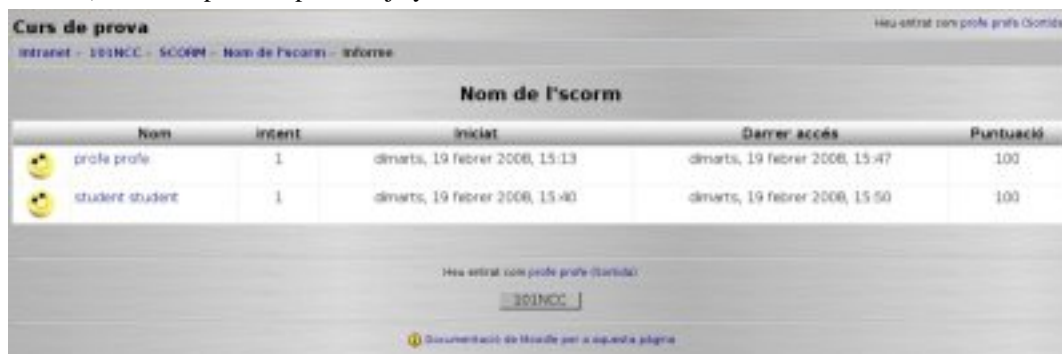 Curs de prova
Heu entrat com profe profe (Sortida)
Intranet - 101NCC - SCORM - Nom de l'scorm - Informe
Nom de l'scorm
Nom intent Iniciat Darrer accés Puntuació
profe profe 1 dimarts, 19 febrer 2008, 15:13 dimarts, 19 febrer 2008, 15:47 100
student student 1 dimarts, 19 febrer 2008, 15:40 dimarts, 19 febrer 2008, 15:50 100
Heu entrat com profe profe (Sortida)
101NCC
Documentació de Moodle per a aquesta pàgina